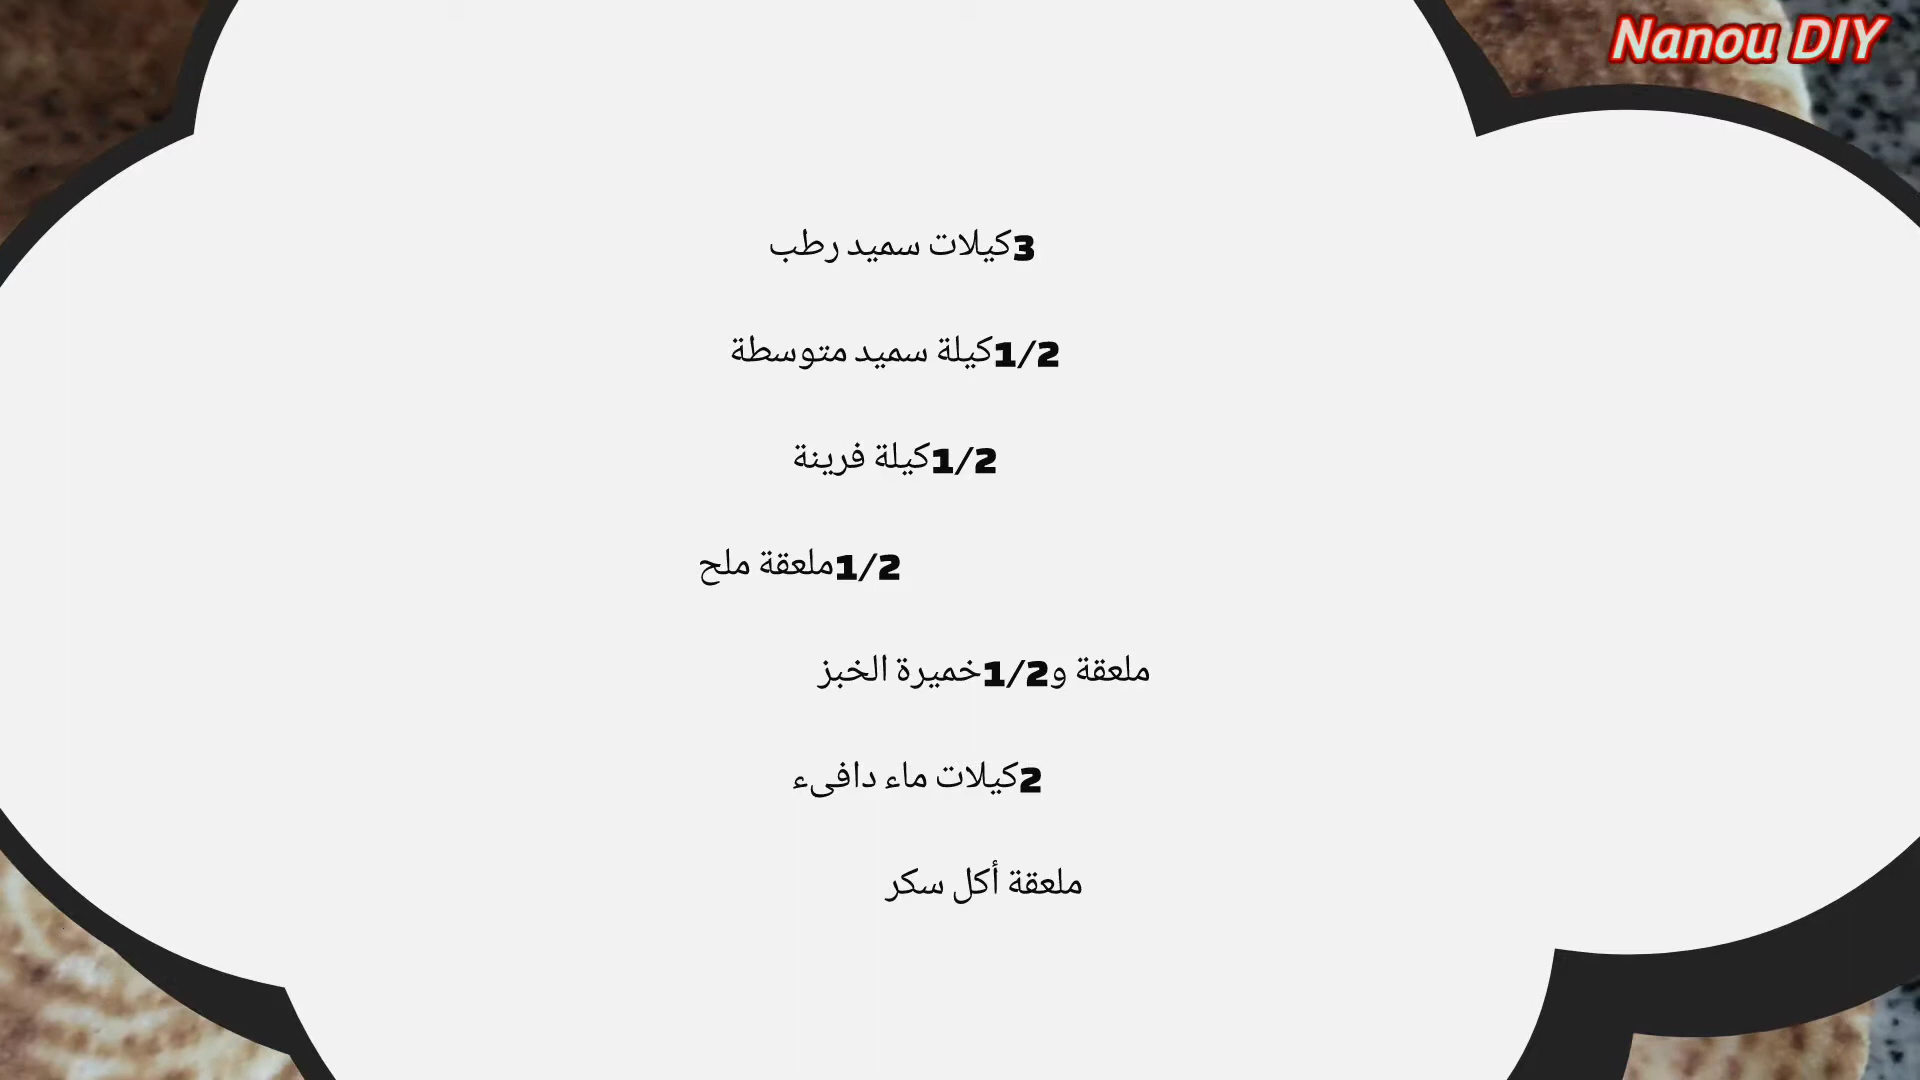 Nanou DIY
3كيلات سميد رطب
1/2كيلة سميد متوسطة
1/2كيلة فرينة
1/2ملعقة ملح
ملعقة و1/2خميرة الخبز
2كيلات ماء دافىء
ملعقة أكل سكر